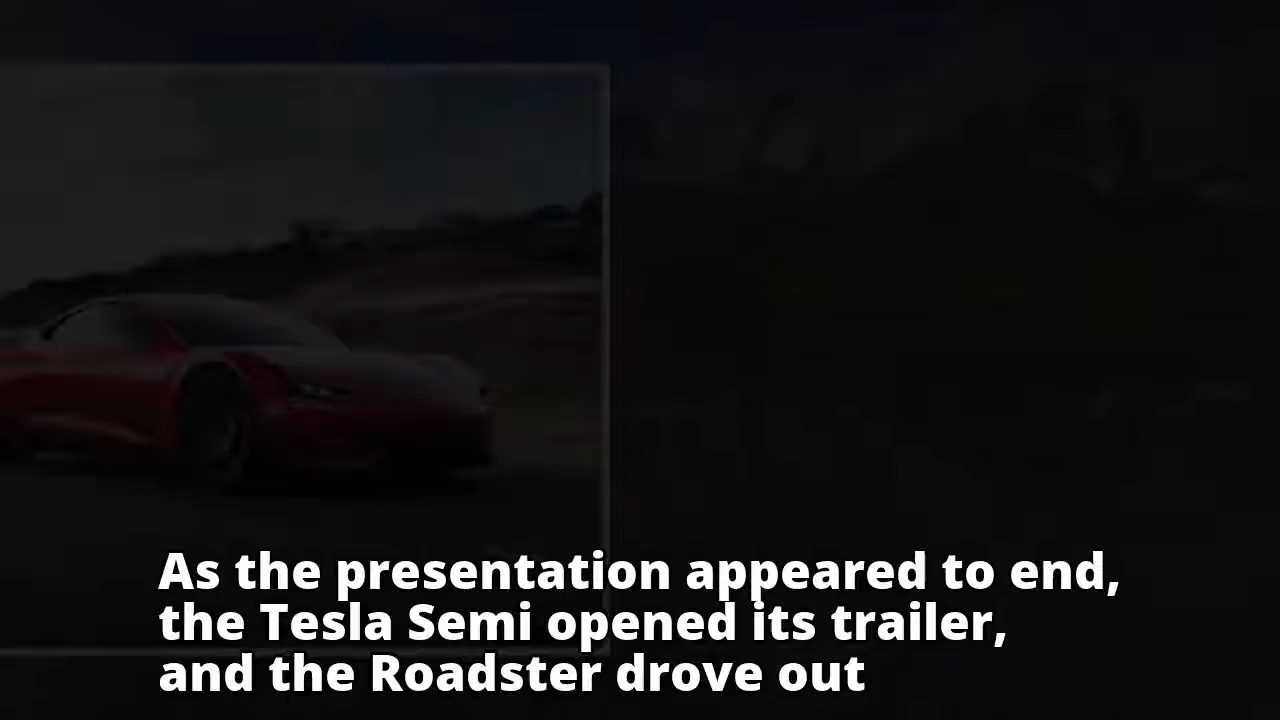 As the presentation appeared to end,
the Tesla Semi opened its trailer,
and the Roadster drove out